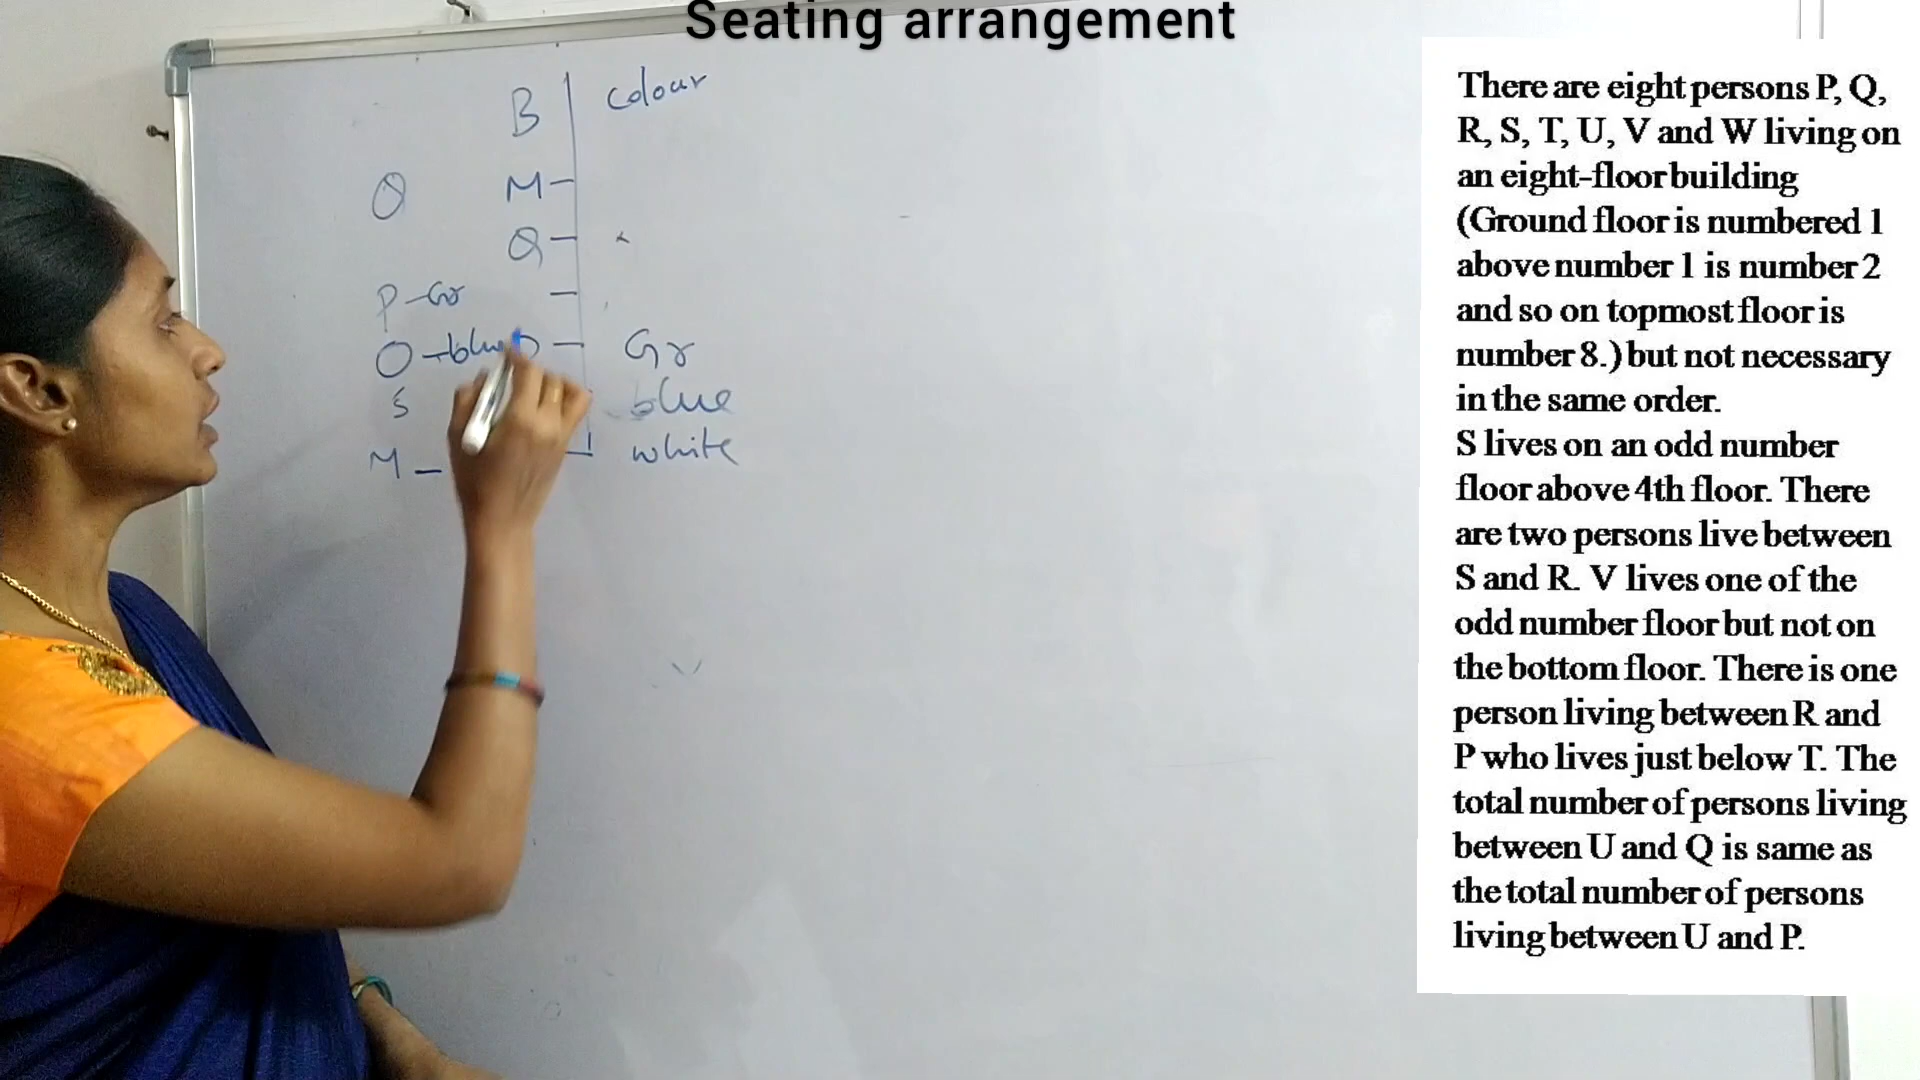 Seating arrangement
B colour
Q M-
Q-
P-Gr
O-blue Gr
S blue
M- white
There are eight persons P, Q,
R, S, T, U, V and W living on
an eight-floor building
(Ground floor is numbered 1
above number 1 is number 2
and so on topmost floor is
number 8.) but not necessary
in the same order.
S lives on an odd number
floor above 4th floor. There
are two persons live between
S and R. V lives one of the
odd number floor but not on
the bottom floor. There is one
person living between R and
P who lives just below T. The
total number of persons living
between U and Q is same as
the total number of persons
living between U and P.